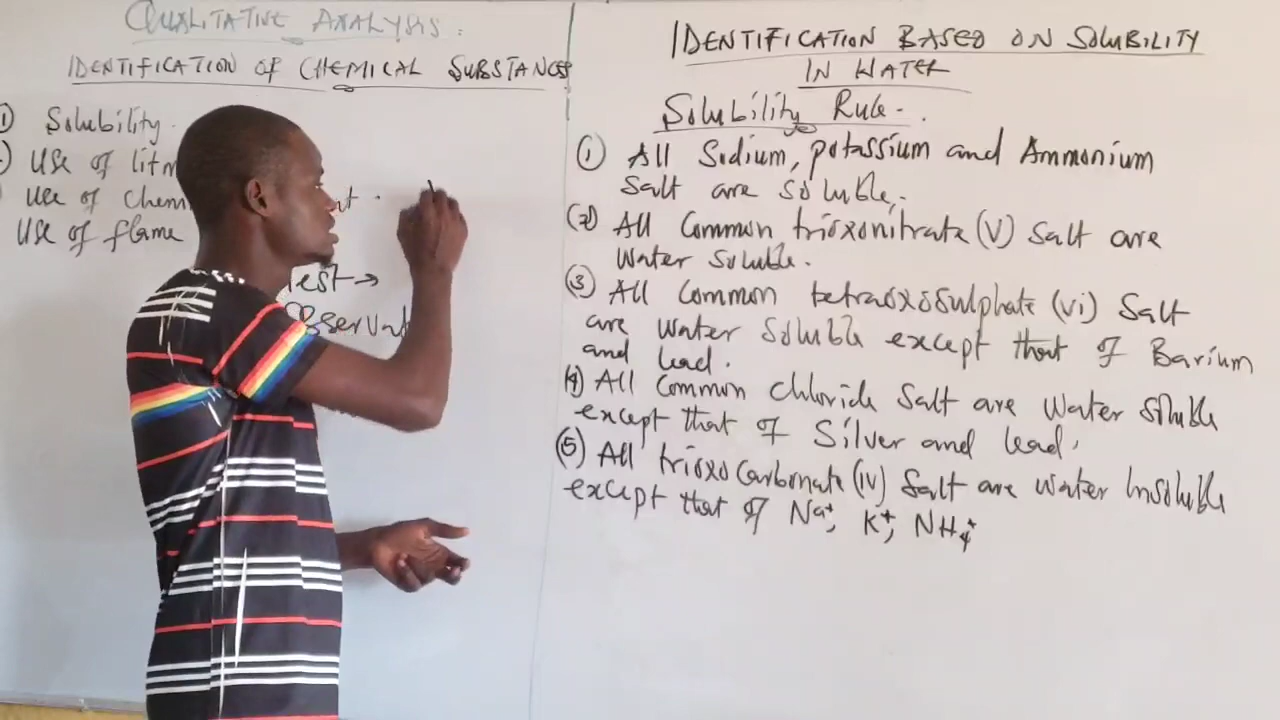 QUALITATIVE ANALYSIS.
IDENTIFICATION OF CHEMICAL SUBSTANCES
① Solubility.
Use of litm
Use of chem nt.
Use of flame
Test →
Observat
IDENTIFICATION BASED ON SOLUBILITY
IN WATER
Solubility Rule.
① All Sodium, potassium and Ammonium
Salt are soluble.
(2) All Common trioxonitrate (V) Salt are
Water soluble.
③ All Common tetraoxosulphate (VI) Salt
are water soluble except that of Barium
and lead.
(4) All Common chloride Salt are water soluble
except that of Silver and lead.
(5) All trioxocarbonate (IV) Salt are water Insoluble
except that of Na⁺, K⁺, NH₄⁺